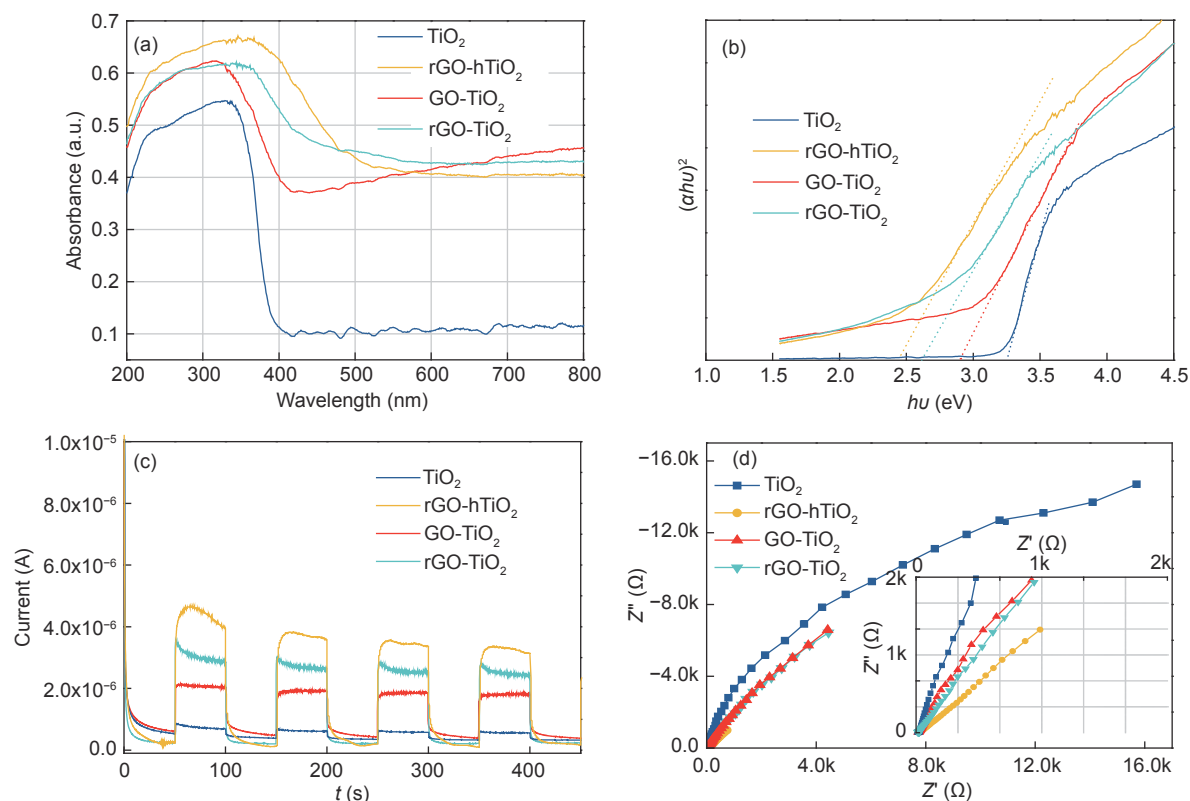 (a)
TiO₂
rGO-hTiO₂
GO-TiO₂
rGO-TiO₂
0.7
0.6
0.5
0.4
0.3
0.2
0.1
Absorbance (a.u.)
200 300 400 500 600 700 800
Wavelength (nm)
(b)
TiO₂
rGO-hTiO₂
GO-TiO₂
rGO-TiO₂
(αhυ)²
1.0 1.5 2.0 2.5 3.0 3.5 4.0 4.5
hυ (eV)
(c)
TiO₂
rGO-hTiO₂
GO-TiO₂
rGO-TiO₂
1.0x10⁻⁵
8.0x10⁻⁶
6.0x10⁻⁶
4.0x10⁻⁶
2.0x10⁻⁶
0.0
Current (A)
0 100 200 300 400
t (s)
(d)
TiO₂
rGO-hTiO₂
GO-TiO₂
rGO-TiO₂
−16.0k
−12.0k
−8.0k
−4.0k
−0.0
Z" (Ω)
0.0 4.0k 8.0k 12.0k 16.0k
Z' (Ω)
Z' (Ω)
0 1k 2k
2k
1k
0
Z" (Ω)